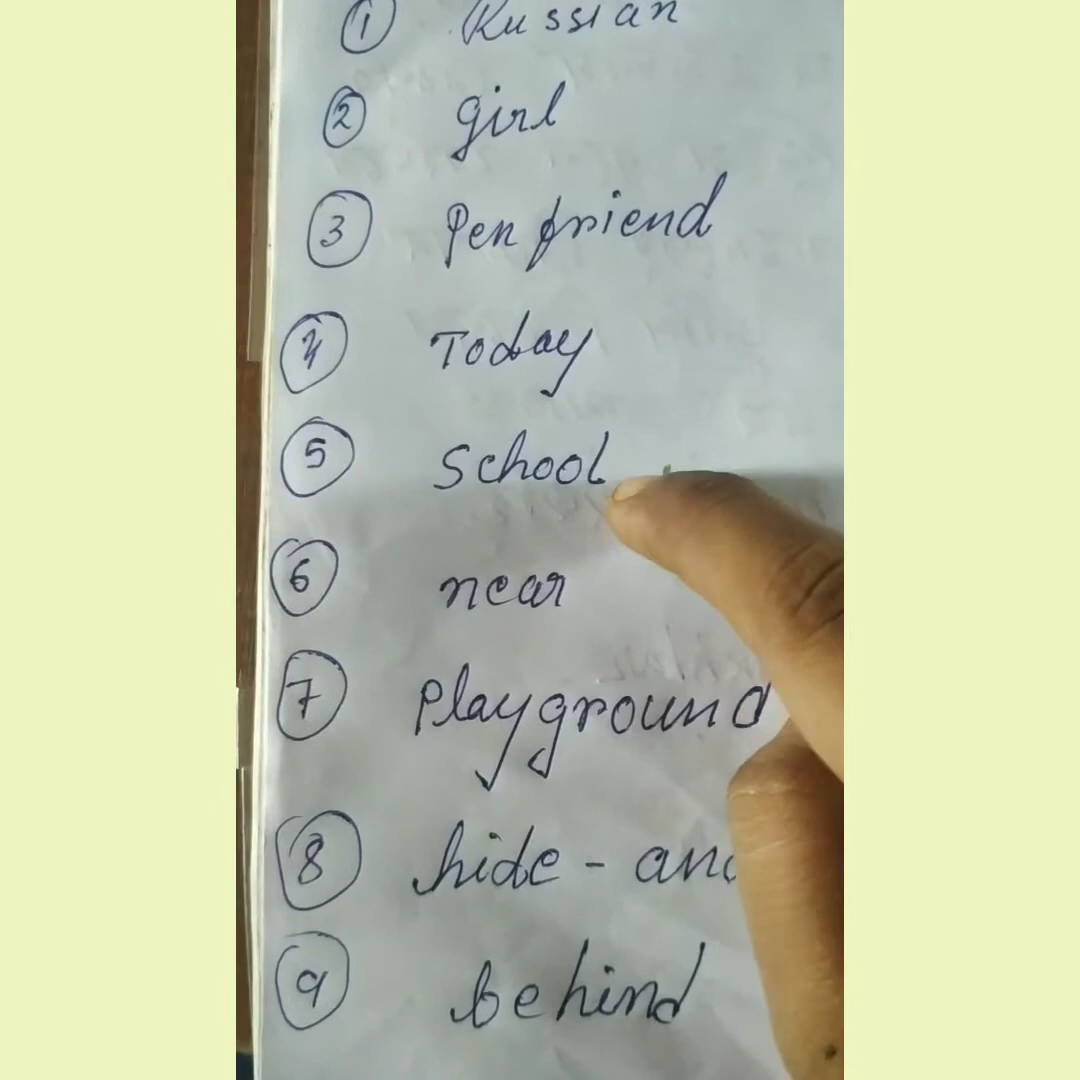 1 Russian
2 girl
3 Pen friend
4 Today
5 School
6 near
7 Playground
8 hide - and
9 behind